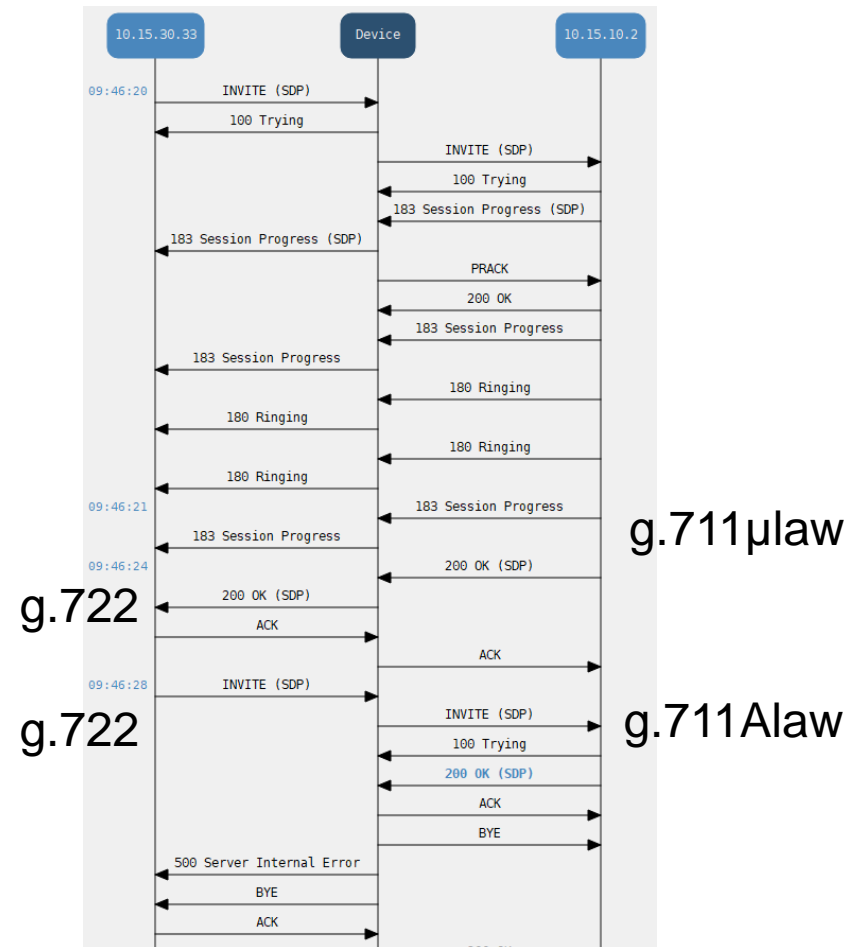 10.15.30.33
Device
10.15.10.2
09:46:20
INVITE (SDP)
100 Trying
INVITE (SDP)
100 Trying
183 Session Progress (SDP)
183 Session Progress (SDP)
PRACK
200 OK
183 Session Progress
183 Session Progress
180 Ringing
180 Ringing
180 Ringing
180 Ringing
09:46:21
183 Session Progress
g.711µlaw
183 Session Progress
09:46:24
200 OK (SDP)
g.722
200 OK (SDP)
ACK
ACK
09:46:28
INVITE (SDP)
g.722
INVITE (SDP)
g.711Alaw
100 Trying
200 OK (SDP)
ACK
BYE
500 Server Internal Error
BYE
ACK